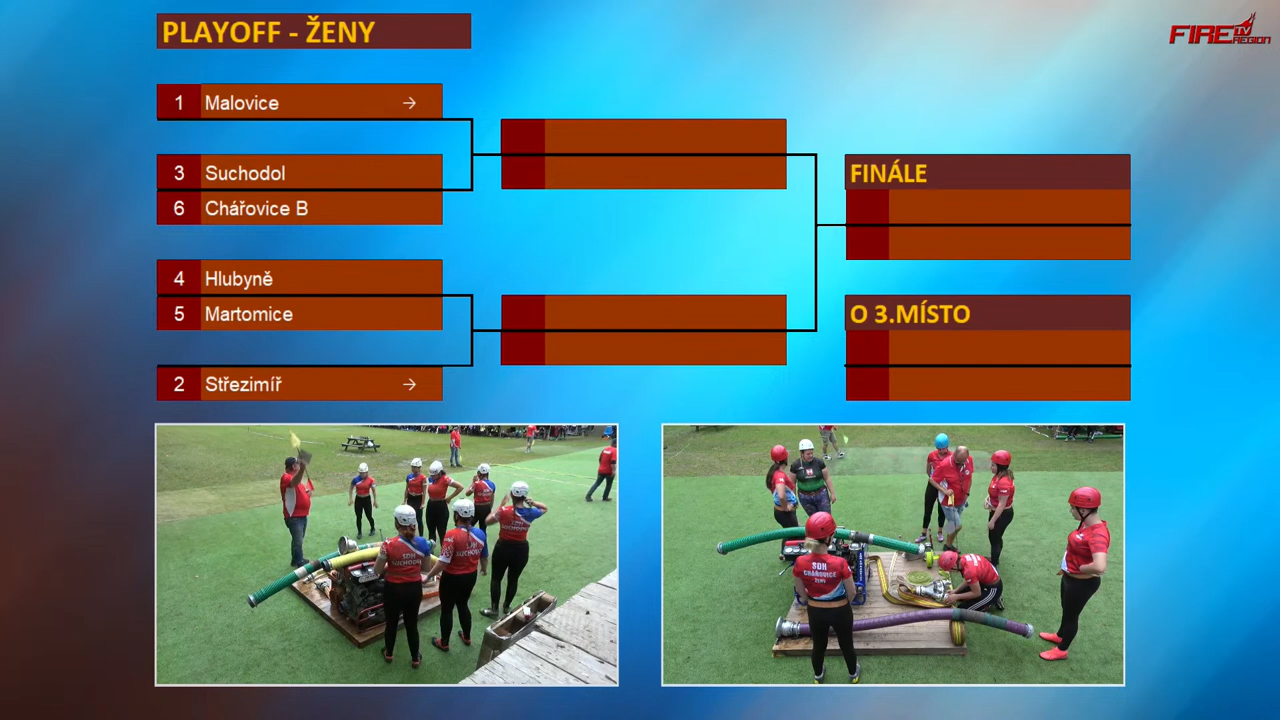 PLAYOFF - ŽENY
FIRE TV
REGION
1 Malovice →
3 Suchodol
6 Chářovice B
4 Hlubyně
5 Martomice
2 Střezimíř →
FINÁLE
O 3.MÍSTO
SDH
SUCHODOL
SDH
CHÁŘOVICE
ŽENY